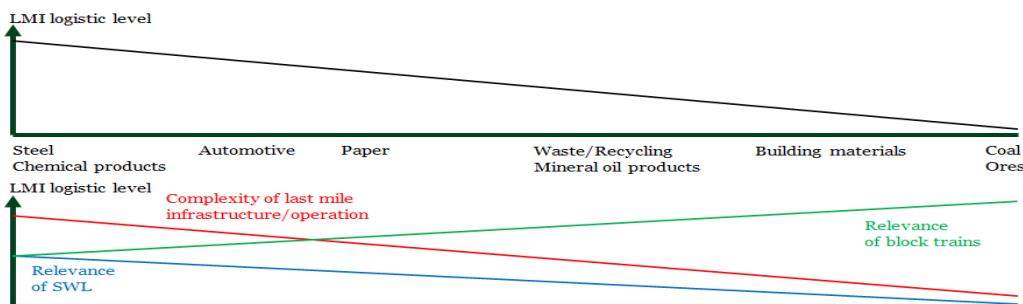 LMI logistic level
Steel
Chemical products
Automotive
Paper
Waste/Recycling
Mineral oil products
Building materials
Coal
Ores
LMI logistic level
Complexity of last mile
infrastructure/operation
Relevance
of block trains
Relevance
of SWL